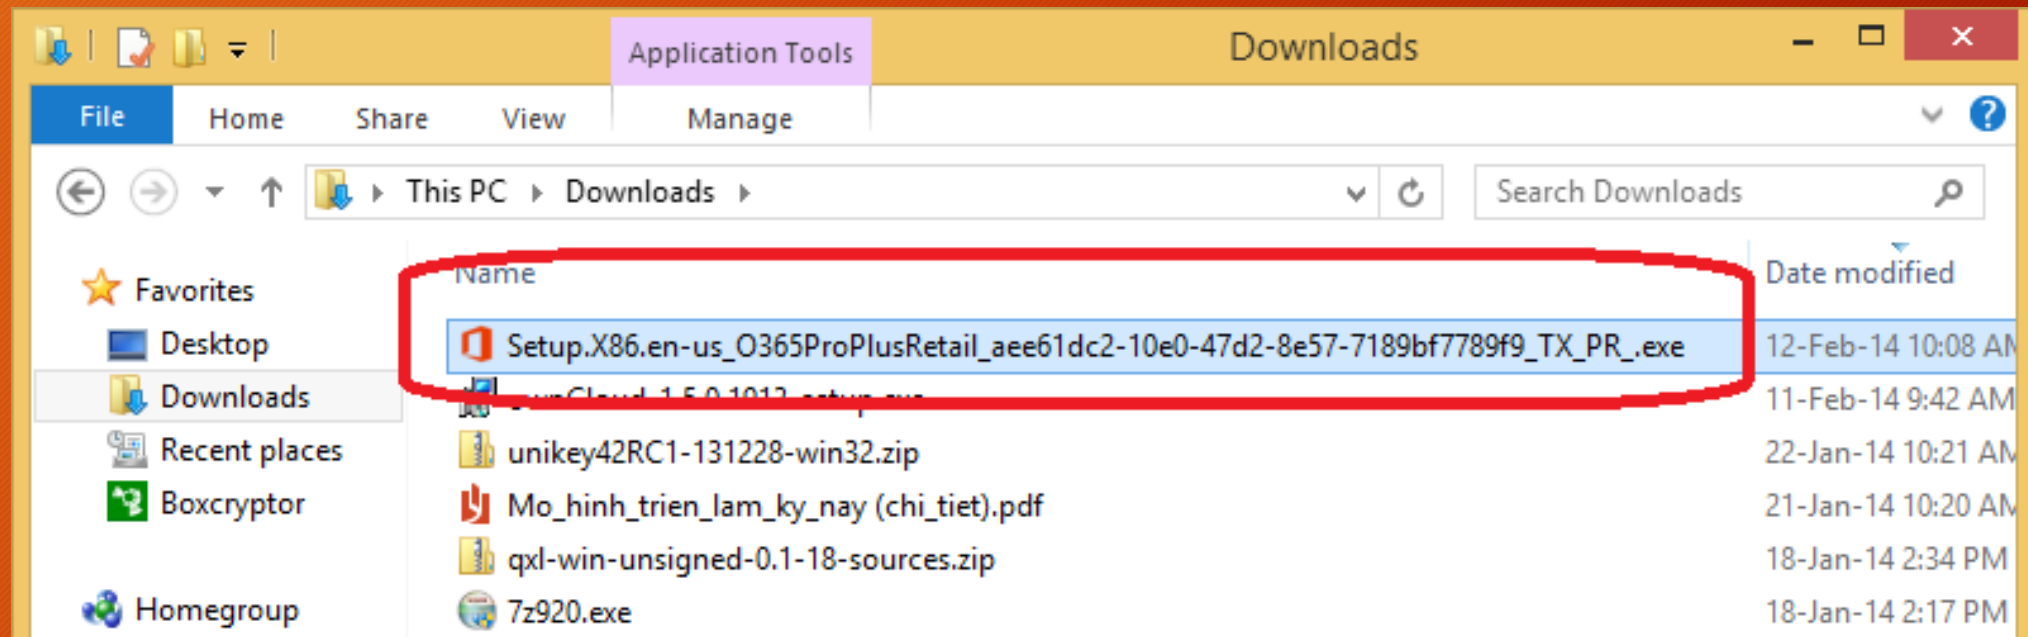 Application Tools
Downloads
File
Home
Share
View
Manage
This PC
Downloads
Search Downloads
Name
Date modified
Favorites
Desktop
Downloads
Recent places
Boxcryptor
Homegroup
Setup.X86.en-us_O365ProPlusRetail_aee61dc2-10e0-47d2-8e57-7189bf7789f9_TX_PR_.exe
12-Feb-14 10:08 AM
11-Feb-14 9:42 AM
unikey42RC1-131228-win32.zip
22-Jan-14 10:21 AM
Mo_hinh_trien_lam_ky_nay (chi_tiet).pdf
21-Jan-14 10:20 AM
qxl-win-unsigned-0.1-18-sources.zip
18-Jan-14 2:34 PM
7z920.exe
18-Jan-14 2:17 PM